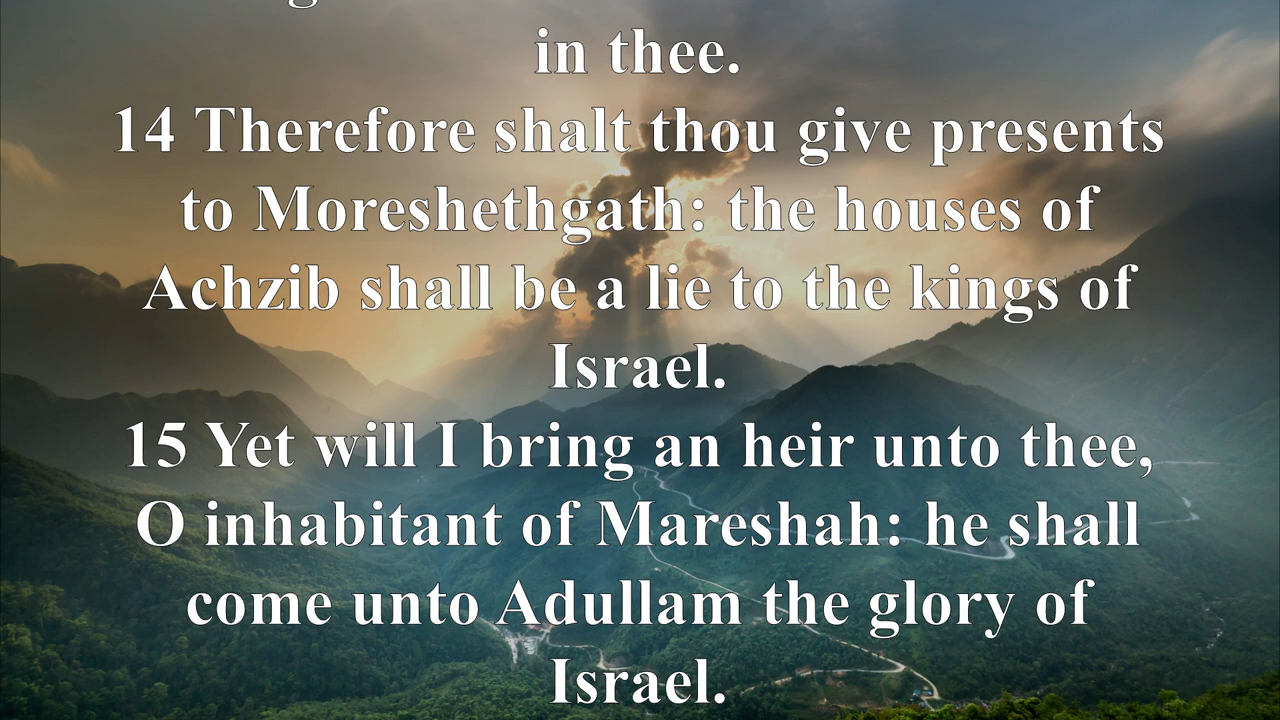 in thee.
14 Therefore shalt thou give presents
to Moreshethgath: the houses of
Achzib shall be a lie to the kings of
Israel.
15 Yet will I bring an heir unto thee,
O inhabitant of Mareshah: he shall
come unto Adullam the glory of
Israel.